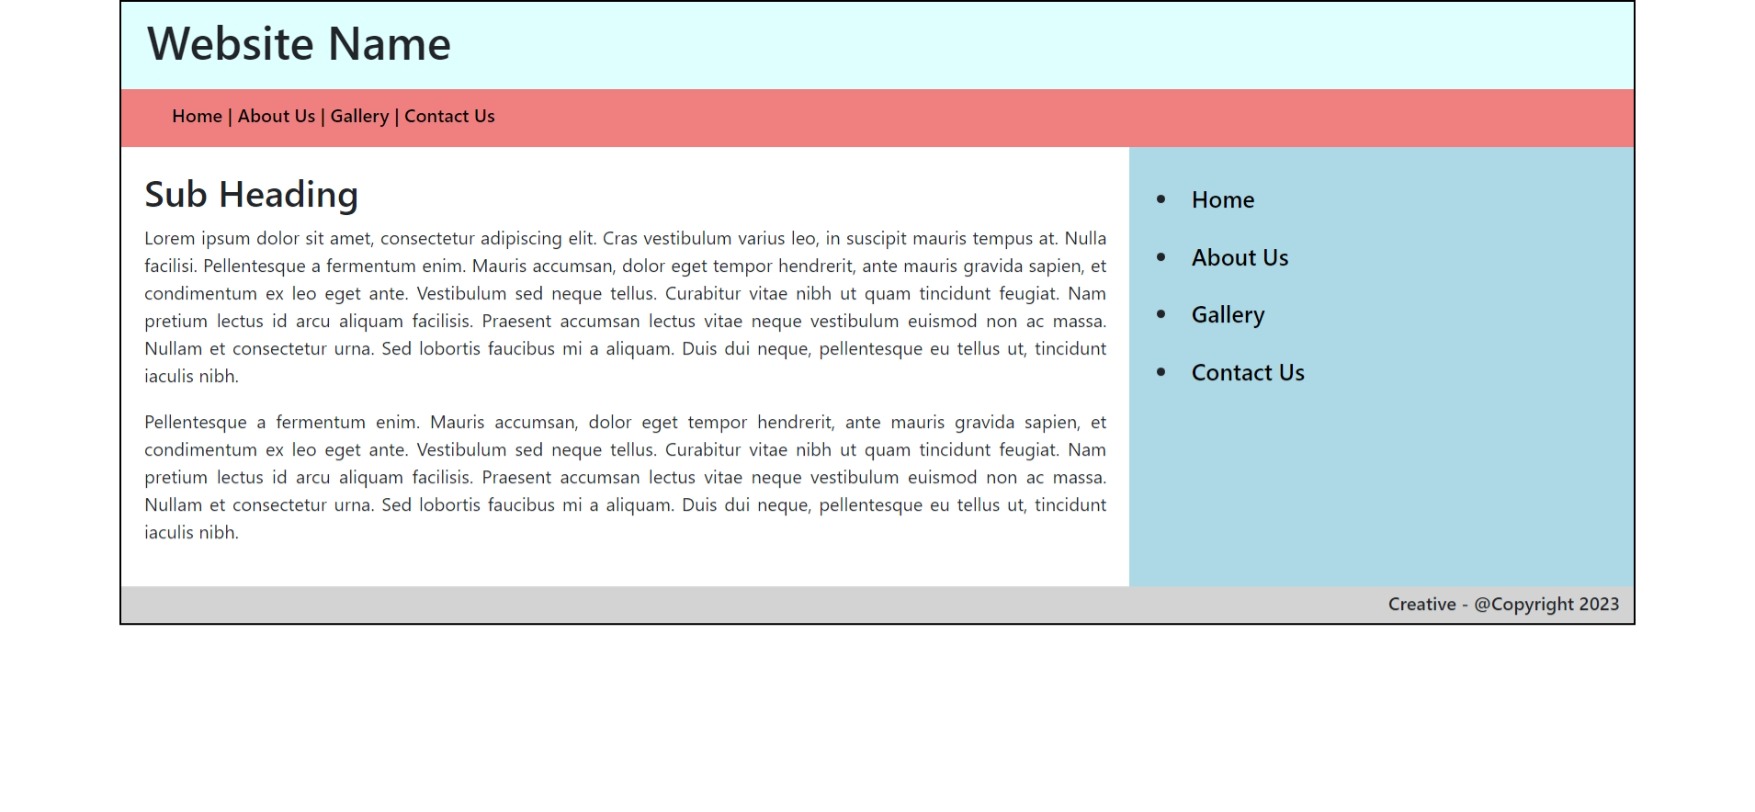 Website Name
Home | About Us | Gallery | Contact Us
Sub Heading
Lorem ipsum dolor sit amet, consectetur adipiscing elit. Cras vestibulum varius leo, in suscipit mauris tempus at. Nulla
facilisi. Pellentesque a fermentum enim. Mauris accumsan, dolor eget tempor hendrerit, ante mauris gravida sapien, et
condimentum ex leo eget ante. Vestibulum sed neque tellus. Curabitur vitae nibh ut quam tincidunt feugiat. Nam
pretium lectus id arcu aliquam facilisis. Praesent accumsan lectus vitae neque vestibulum euismod non ac massa.
Nullam et consectetur urna. Sed lobortis faucibus mi a aliquam. Duis dui neque, pellentesque eu tellus ut, tincidunt
iaculis nibh.
Pellentesque a fermentum enim. Mauris accumsan, dolor eget tempor hendrerit, ante mauris gravida sapien, et
condimentum ex leo eget ante. Vestibulum sed neque tellus. Curabitur vitae nibh ut quam tincidunt feugiat. Nam
pretium lectus id arcu aliquam facilisis. Praesent accumsan lectus vitae neque vestibulum euismod non ac massa.
Nullam et consectetur urna. Sed lobortis faucibus mi a aliquam. Duis dui neque, pellentesque eu tellus ut, tincidunt
iaculis nibh.
• Home
• About Us
• Gallery
• Contact Us
Creative - @Copyright 2023